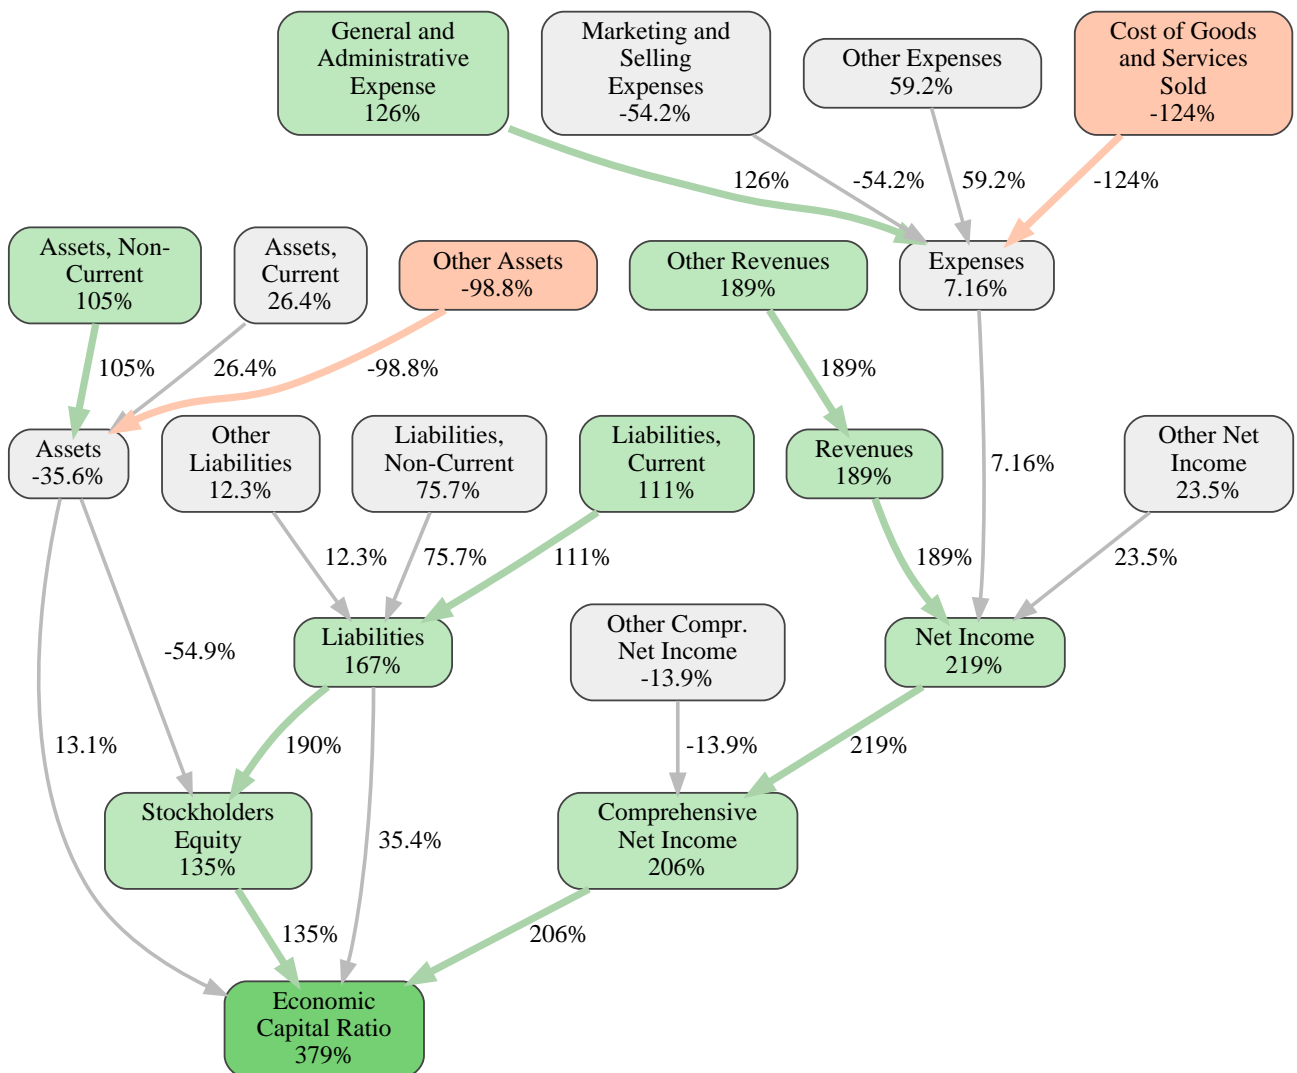 General and
Administrative
Expense
126%
Marketing and
Selling
Expenses
-54.2%
Other Expenses
59.2%
Cost of Goods
and Services
Sold
-124%
126%
-54.2%
59.2%
-124%
Assets, Non-
Current
105%
Assets,
Current
26.4%
Other Assets
-98.8%
Other Revenues
189%
Expenses
7.16%
105%
26.4%
-98.8%
189%
Assets
-35.6%
Other
Liabilities
12.3%
Liabilities,
Non-Current
75.7%
Liabilities,
Current
111%
Revenues
189%
7.16%
Other Net
Income
23.5%
12.3%
75.7%
111%
189%
23.5%
-54.9%
Liabilities
167%
Other Compr.
Net Income
-13.9%
Net Income
219%
13.1%
190%
-13.9%
219%
Stockholders
Equity
135%
35.4%
Comprehensive
Net Income
206%
135%
206%
Economic
Capital Ratio
379%